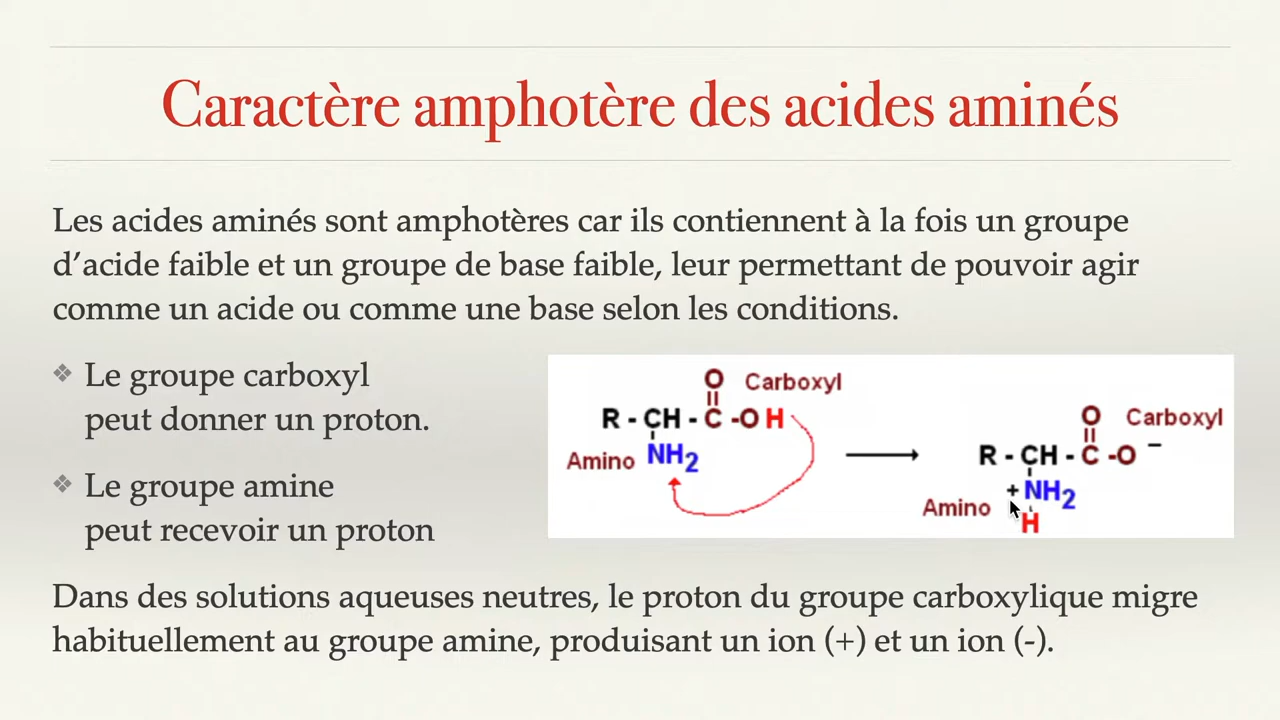 Caractère amphotère des acides aminés
Les acides aminés sont amphotères car ils contiennent à la fois un groupe
d’acide faible et un groupe de base faible, leur permettant de pouvoir agir
comme un acide ou comme une base selon les conditions.
❖ Le groupe carboxyl
peut donner un proton.
❖ Le groupe amine
peut recevoir un proton
O Carboxyl
R - CH - C -O H
Amino NH2
O Carboxyl
R - CH - C -O −
Amino + NH2
H
Dans des solutions aqueuses neutres, le proton du groupe carboxylique migre
habituellement au groupe amine, produisant un ion (+) et un ion (-).